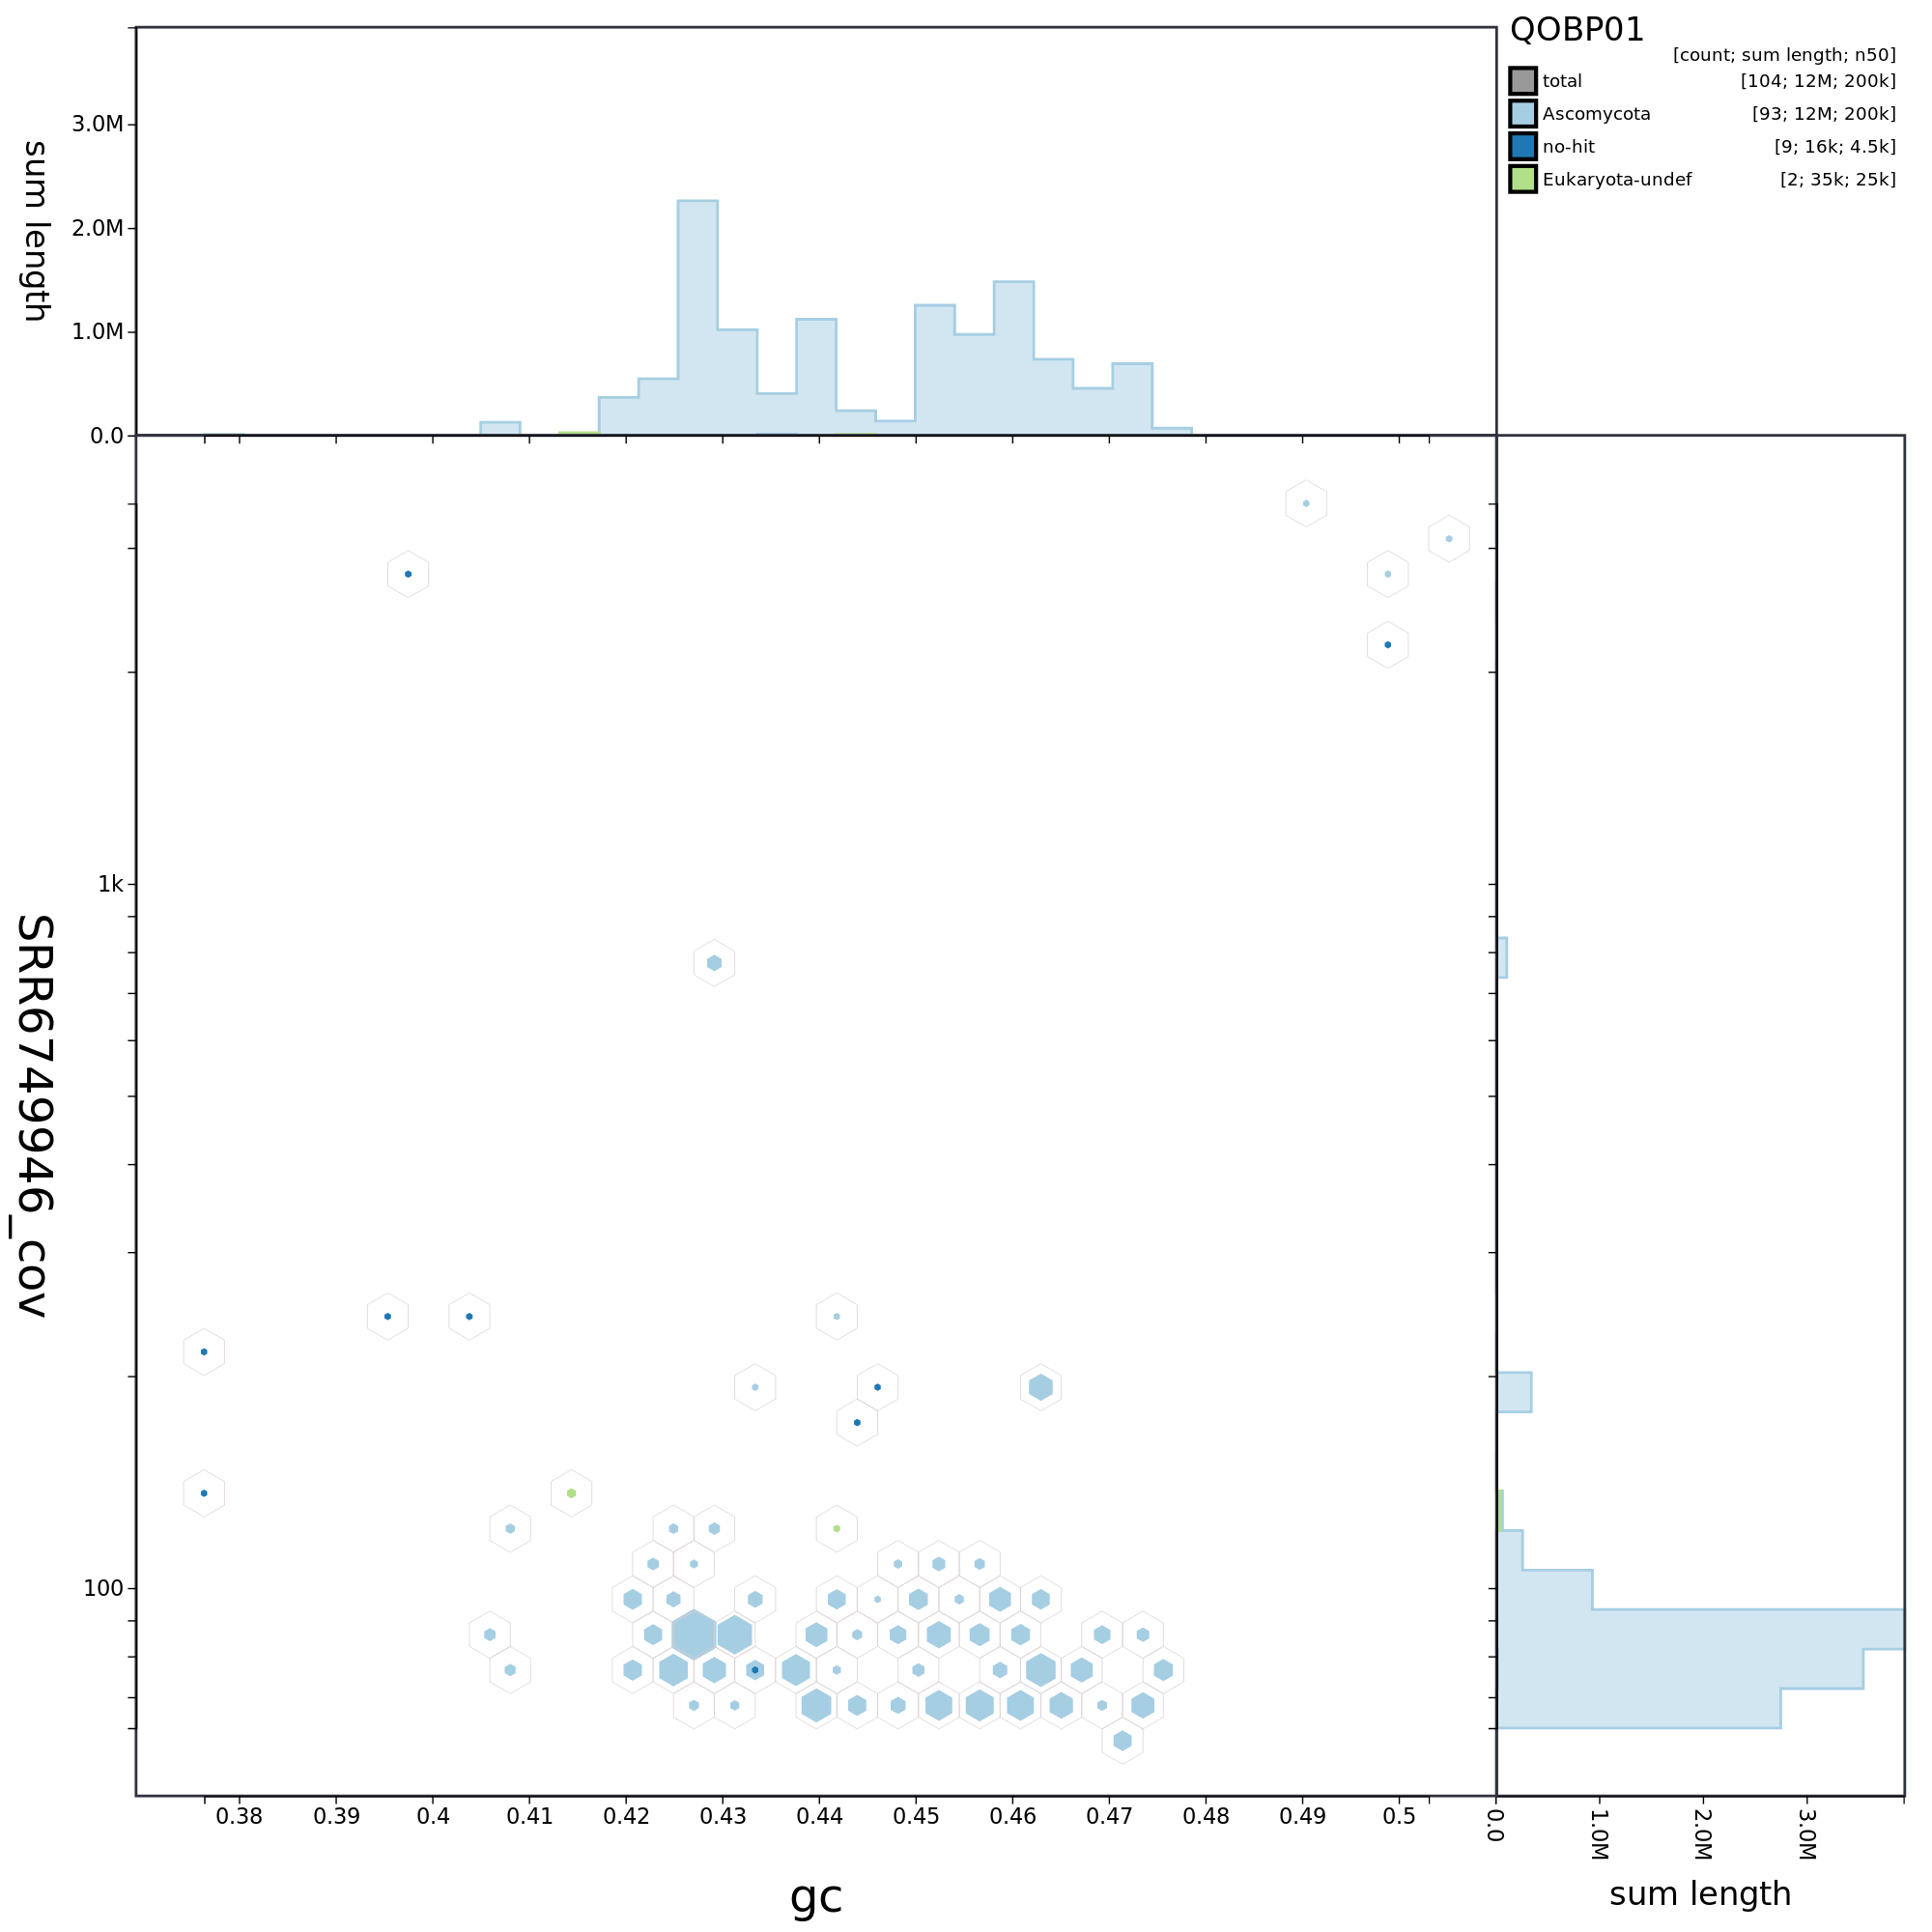 QOBP01
[count; sum length; n50]
total [104; 12M; 200k]
Ascomycota [93; 12M; 200k]
no-hit [9; 16k; 4.5k]
Eukaryota-undef [2; 35k; 25k]
sum length
3.0M
2.0M
1.0M
0.0
SRR6749946_cov
1k
100
0.38 0.39 0.4 0.41 0.42 0.43 0.44 0.45 0.46 0.47 0.48 0.49 0.5
gc
0.0 1.0M 2.0M 3.0M
sum length